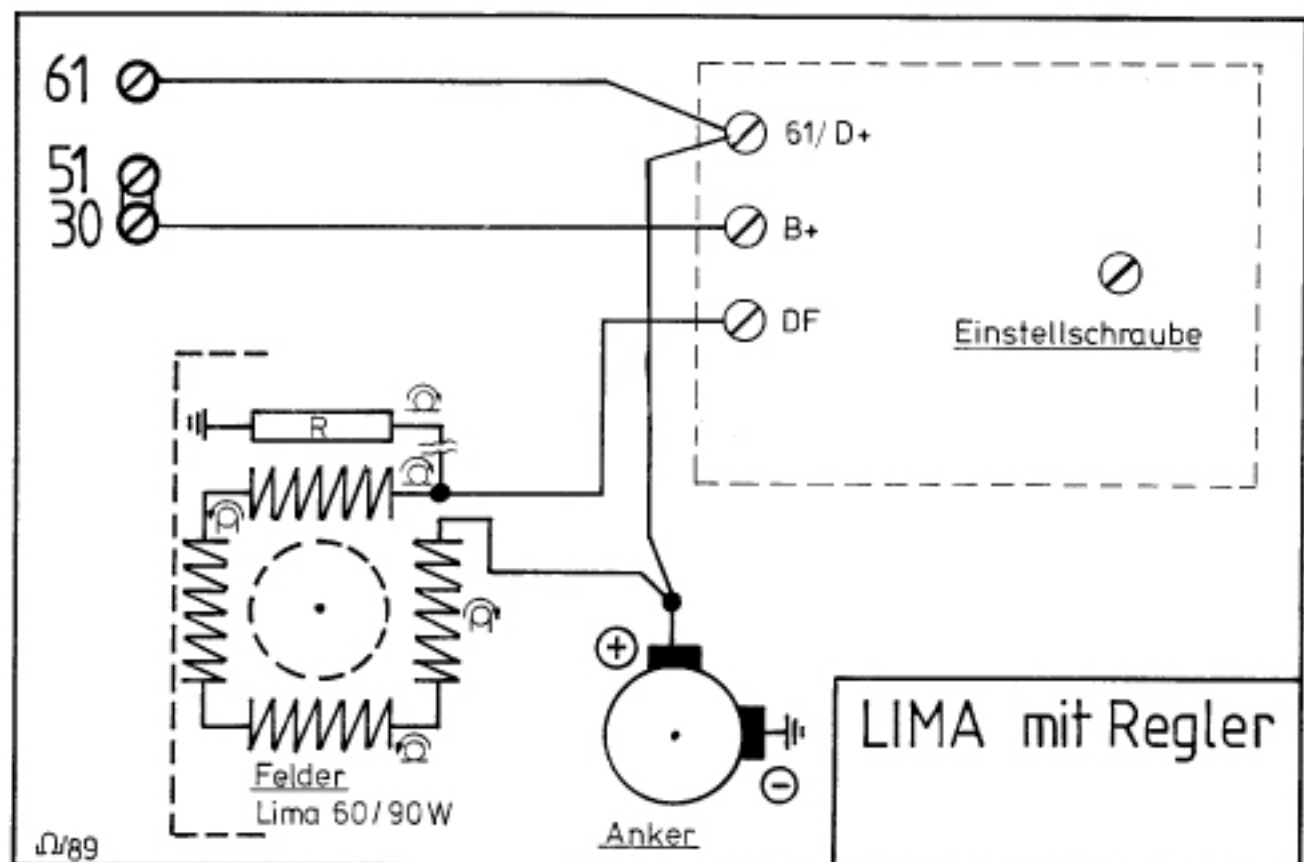 61
61/ D+
51
30
B+
DF
Einstellschraube
R
+
LIMA mit Regler
Felder
Lima 60/90W
−
Anker
Ω/89